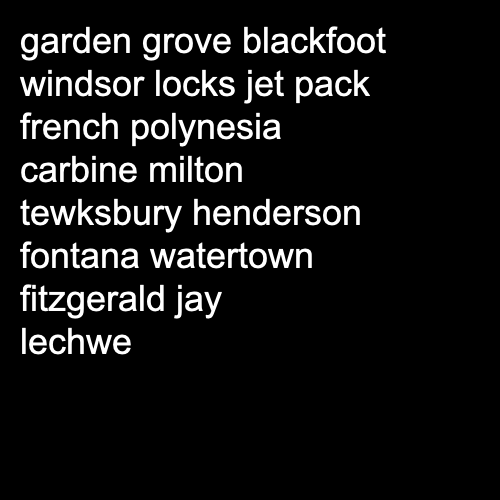 garden grove blackfoot
windsor locks jet pack
french polynesia
carbine milton
tewksbury henderson
fontana watertown
fitzgerald jay
lechwe